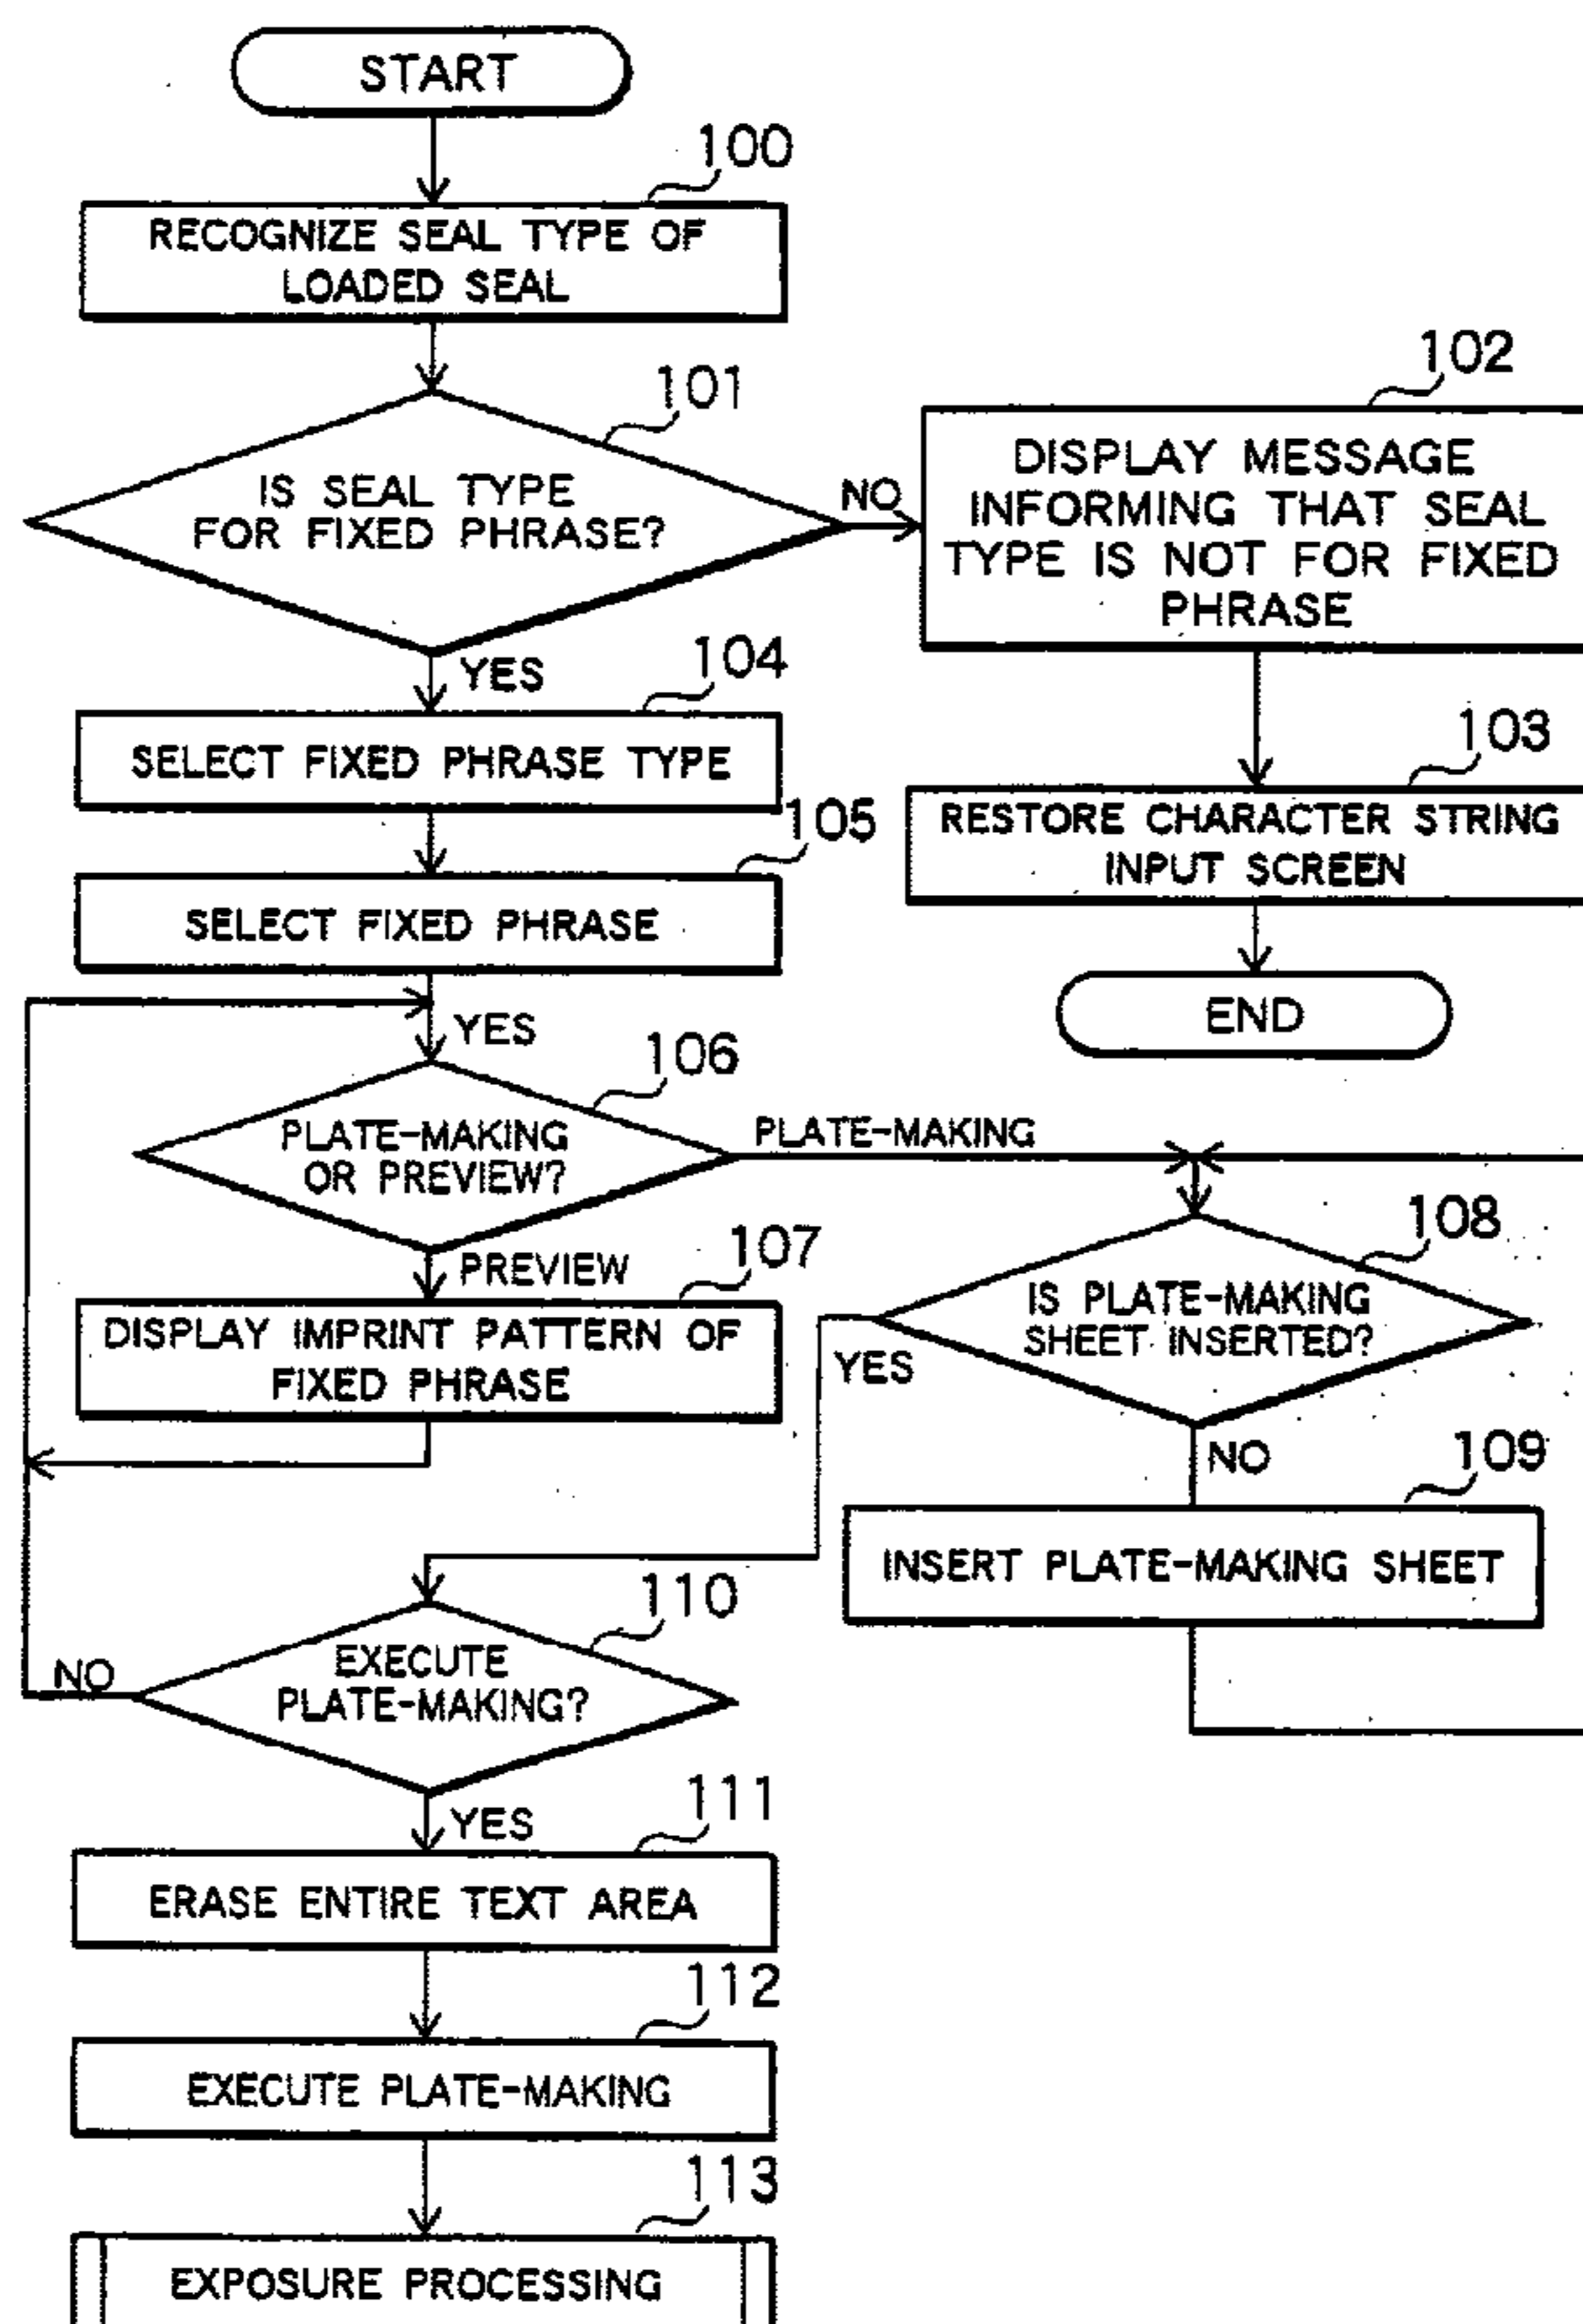 START
100
RECOGNIZE SEAL TYPE OF
LOADED SEAL
101
IS SEAL TYPE
FOR FIXED PHRASE?
NO
102
DISPLAY MESSAGE
INFORMING THAT SEAL
TYPE IS NOT FOR FIXED
PHRASE
YES
104
SELECT FIXED PHRASE TYPE
103
RESTORE CHARACTER STRING
INPUT SCREEN
105
SELECT FIXED PHRASE
END
YES
106
PLATE-MAKING
OR PREVIEW?
PLATE-MAKING
PREVIEW
107
DISPLAY IMPRINT PATTERN OF
FIXED PHRASE
108
IS PLATE-MAKING
SHEET INSERTED?
YES
NO
109
INSERT PLATE-MAKING SHEET
110
EXECUTE
PLATE-MAKING?
NO
YES
111
ERASE ENTIRE TEXT AREA
112
EXECUTE PLATE-MAKING
113
EXPOSURE PROCESSING